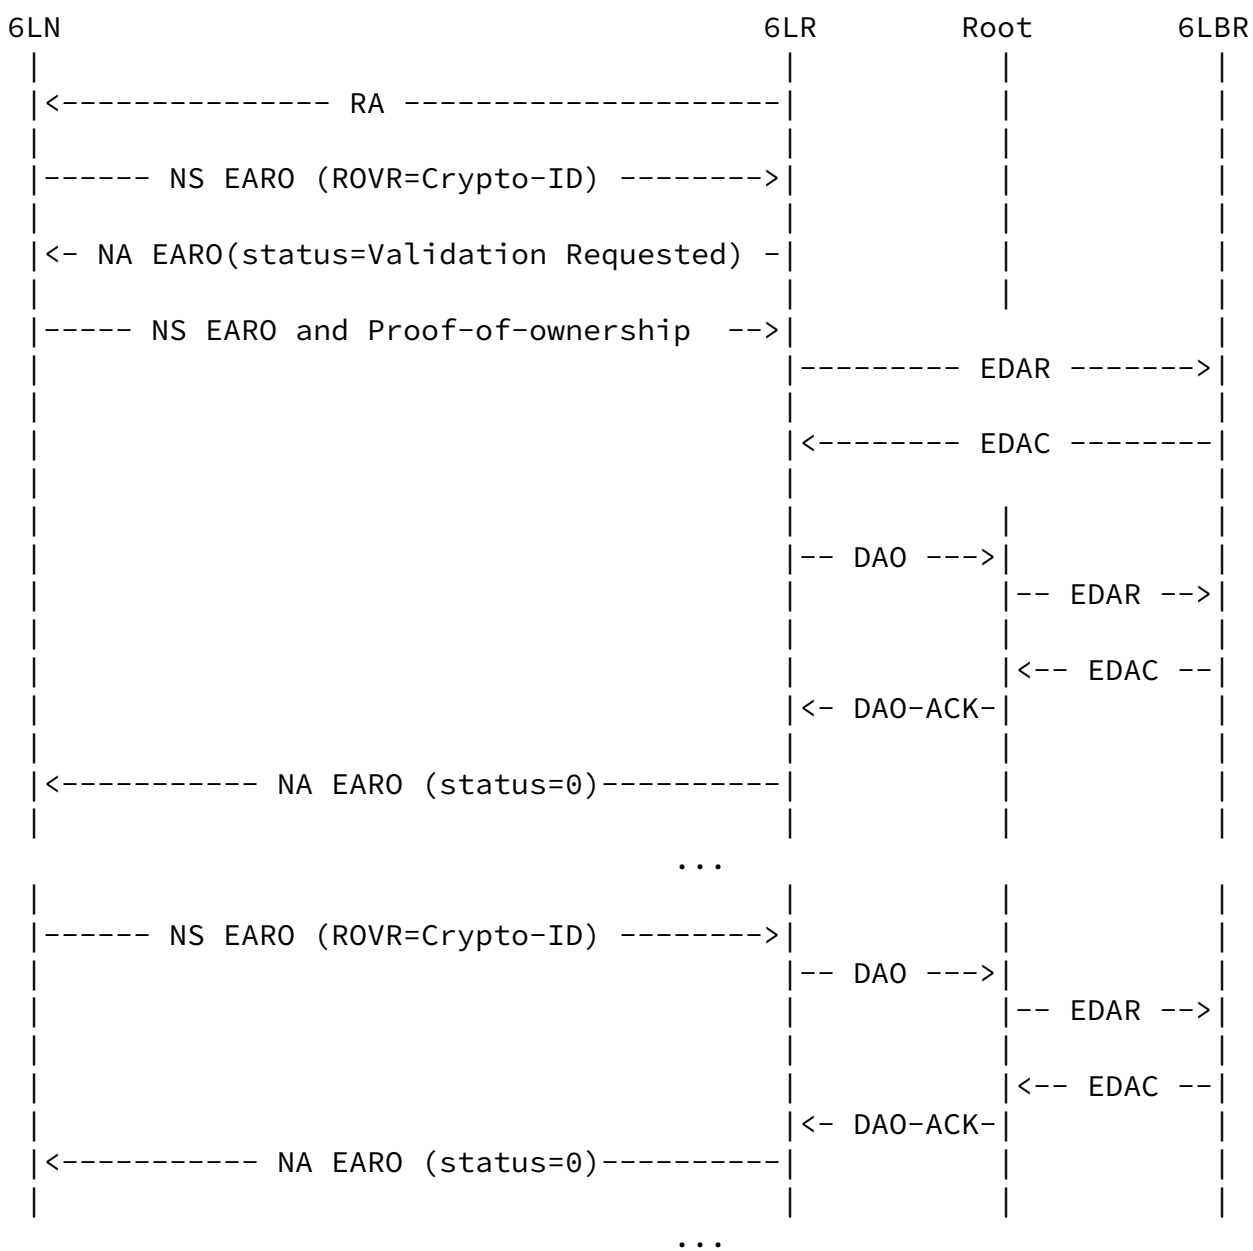 6LN 6LR Root 6LBR
<--------------- RA ---------------------
------ NS EARO (ROVR=Crypto-ID) -------->
<- NA EARO(status=Validation Requested) -
----- NS EARO and Proof-of-ownership -->
--------- EDAR ------->
<-------- EDAC --------
-- DAO --->
-- EDAR -->
<-- EDAC --
<- DAO-ACK-
<----------- NA EARO (status=0)----------
...
------ NS EARO (ROVR=Crypto-ID) -------->
-- DAO --->
-- EDAR -->
<-- EDAC --
<- DAO-ACK-
<----------- NA EARO (status=0)----------
...